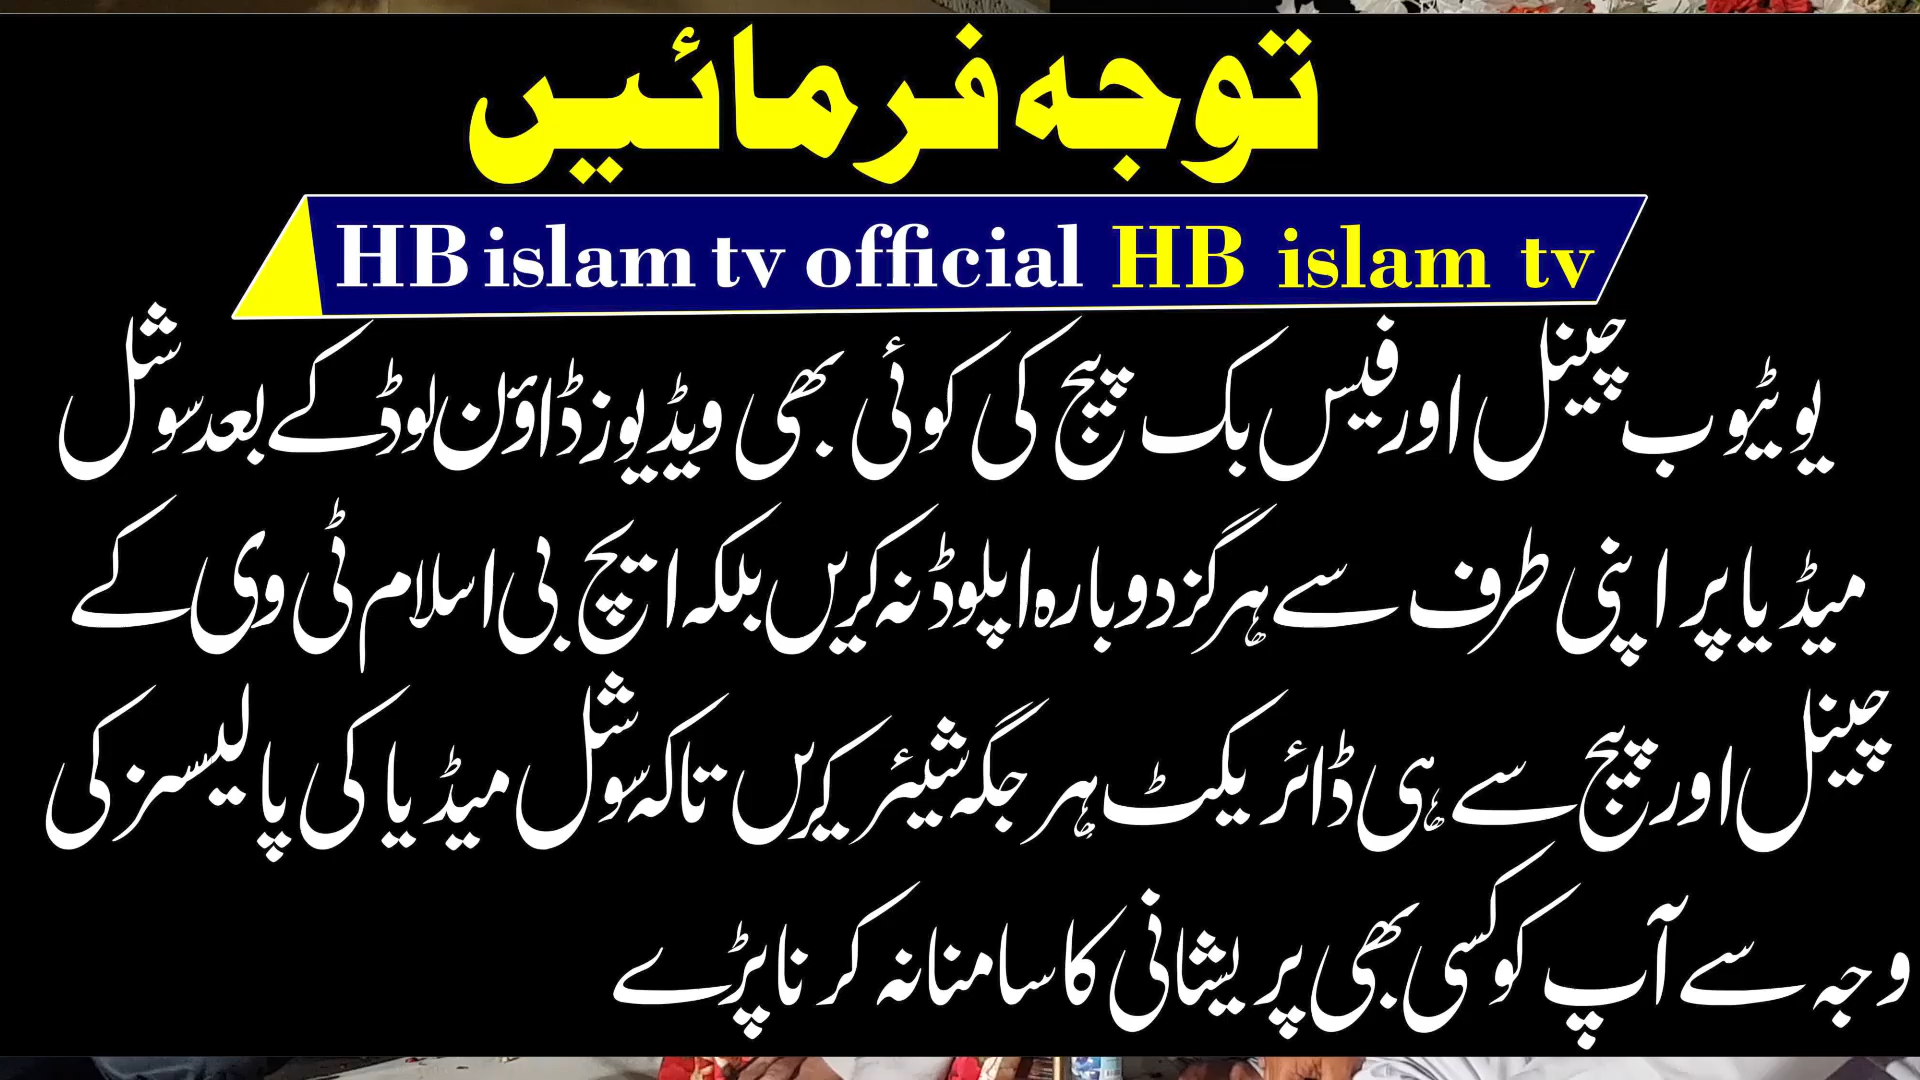 توجہ فرمائیں
HB islam tv official HB islam tv
یوٹیوب چینل اور فیس بک پیج کی کوئی بھی ویڈیوز ڈاؤن لوڈ کے بعد سوشل
میڈیا پر اپنی طرف سے ہرگز دوبارہ اپلوڈ نہ کریں بلکہ ایچ بی اسلام ٹی وی کے
چینل اور پیج سے ہی ڈائریکٹ ہر جگہ شیئر کریں تاکہ سوشل میڈیا کی پالیسز کی
وجہ سے آپ کو کسی بھی پریشانی کا سامنا نہ کرنا پڑے